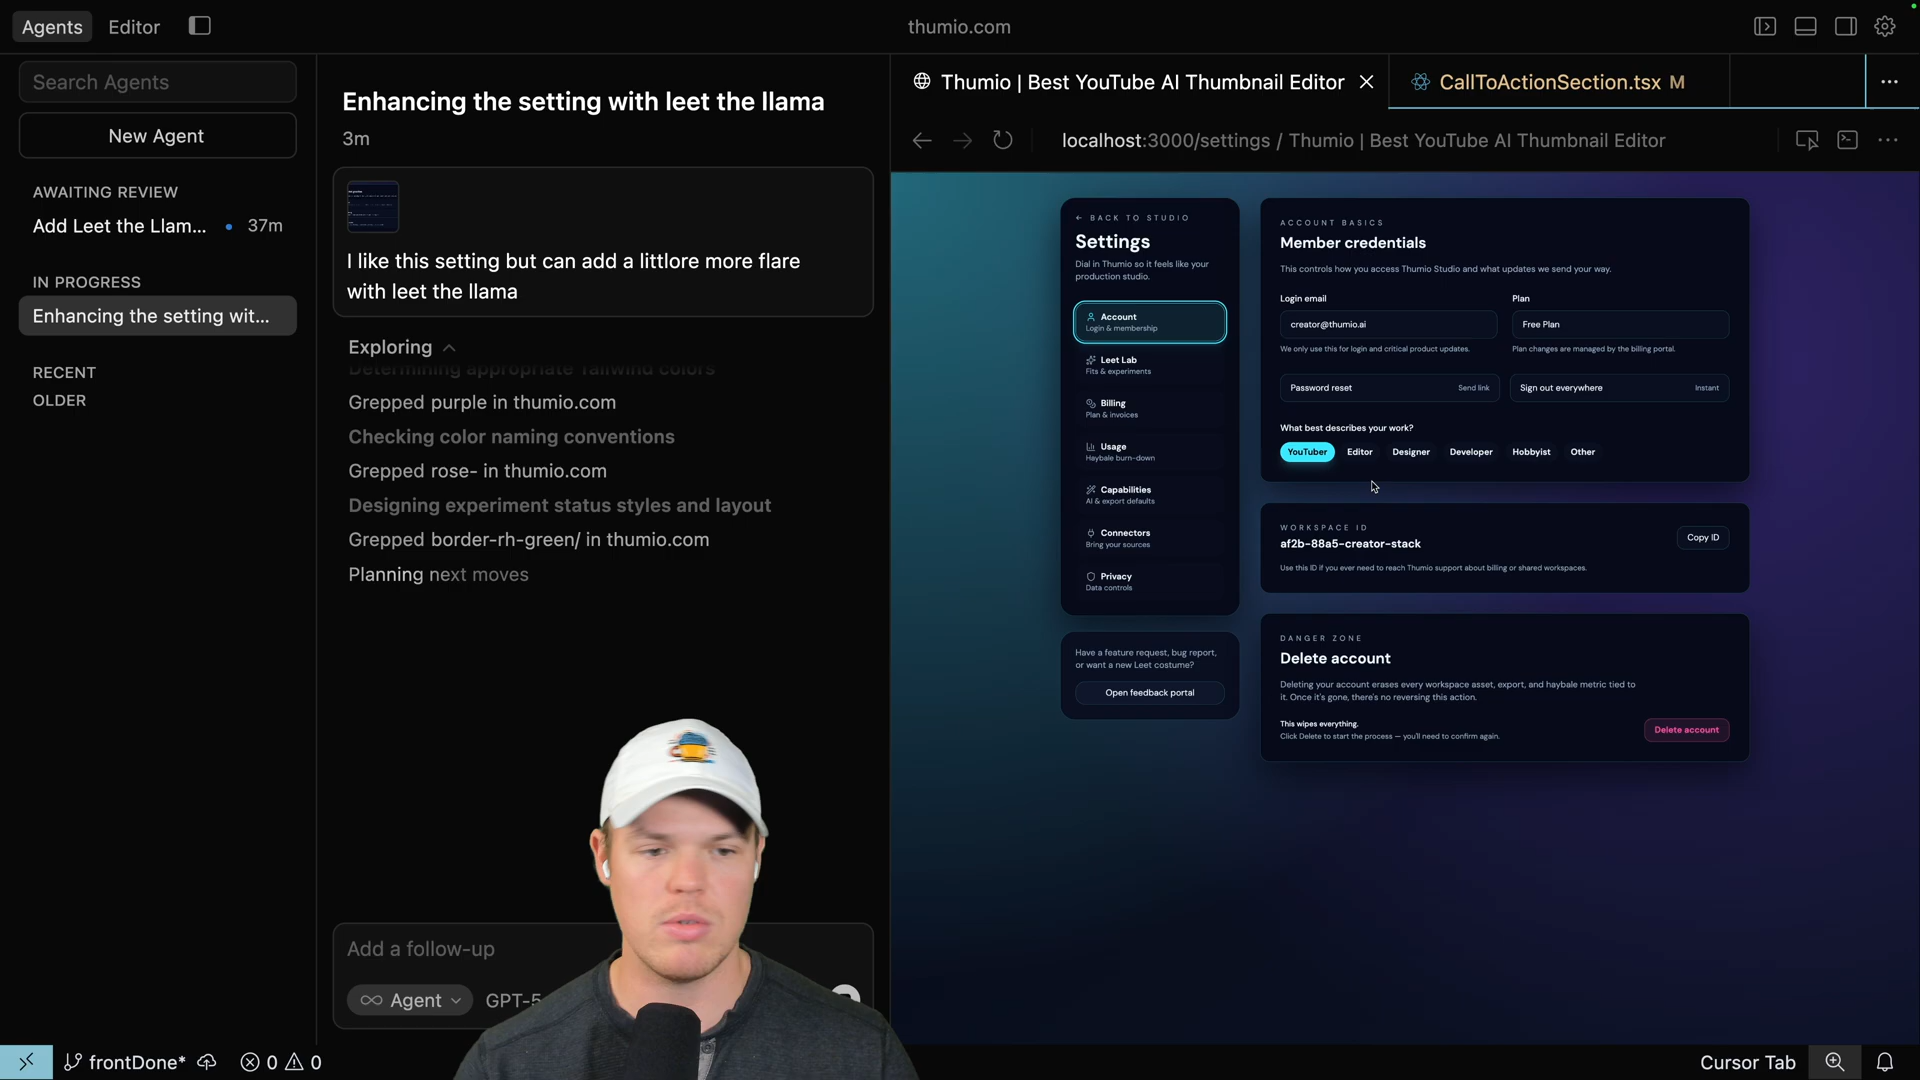 Agents
Editor
thumio.com
Search Agents
New Agent
AWAITING REVIEW
Add Leet the Llam...
37m
IN PROGRESS
Enhancing the setting wit...
RECENT
OLDER
Enhancing the setting with leet the llama
3m
I like this setting but can add a littlore more flare
with leet the llama
Exploring
Determining appropriate Tailwind colors
Grepped purple in thumio.com
Checking color naming conventions
Grepped rose- in thumio.com
Designing experiment status styles and layout
Grepped border-rh-green/ in thumio.com
Planning next moves
Add a follow-up
Agent
GPT-5
Thumio | Best YouTube AI Thumbnail Editor
CallToActionSection.tsx M
localhost:3000/settings / Thumio | Best YouTube AI Thumbnail Editor
← BACK TO STUDIO
Settings
Dial in Thumio so it feels like your
production studio.
Account
Login & membership
Leet Lab
Fits & experiments
Billing
Plan & invoices
Usage
Haybale burn-down
Capabilities
AI & export defaults
Connectors
Bring your sources
Privacy
Data controls
Have a feature request, bug report,
or want a new Leet costume?
Open feedback portal
ACCOUNT BASICS
Member credentials
This controls how you access Thumio Studio and what updates we send your way.
Login email
Plan
creator@thumio.ai
Free Plan
We only use this for login and critical product updates.
Plan changes are managed by the billing portal.
Password reset
Send link
Sign out everywhere
Instant
What best describes your work?
YouTuber
Editor
Designer
Developer
Hobbyist
Other
WORKSPACE ID
af2b-88a5-creator-stack
Copy ID
Use this ID if you ever need to reach Thumio support about billing or shared workspaces.
DANGER ZONE
Delete account
Deleting your account erases every workspace asset, export, and haybale metric tied to
it. Once it's gone, there's no reversing this action.
This wipes everything.
Click Delete to start the process — you'll need to confirm again.
Delete account
frontDone*
0
0
Cursor Tab